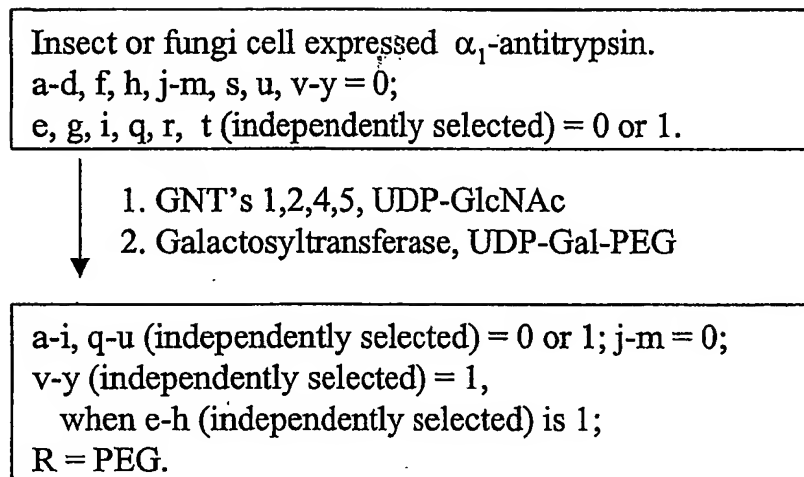 Insect or fungi cell expressed α₁-antitrypsin.
a-d, f, h, j-m, s, u, v-y = 0;
e, g, i, q, r, t (independently selected) = 0 or 1.
1. GNT's 1,2,4,5, UDP-GlcNAc
2. Galactosyltransferase, UDP-Gal-PEG
a-i, q-u (independently selected) = 0 or 1; j-m = 0;
v-y (independently selected) = 1,
when e-h (independently selected) is 1;
R = PEG.